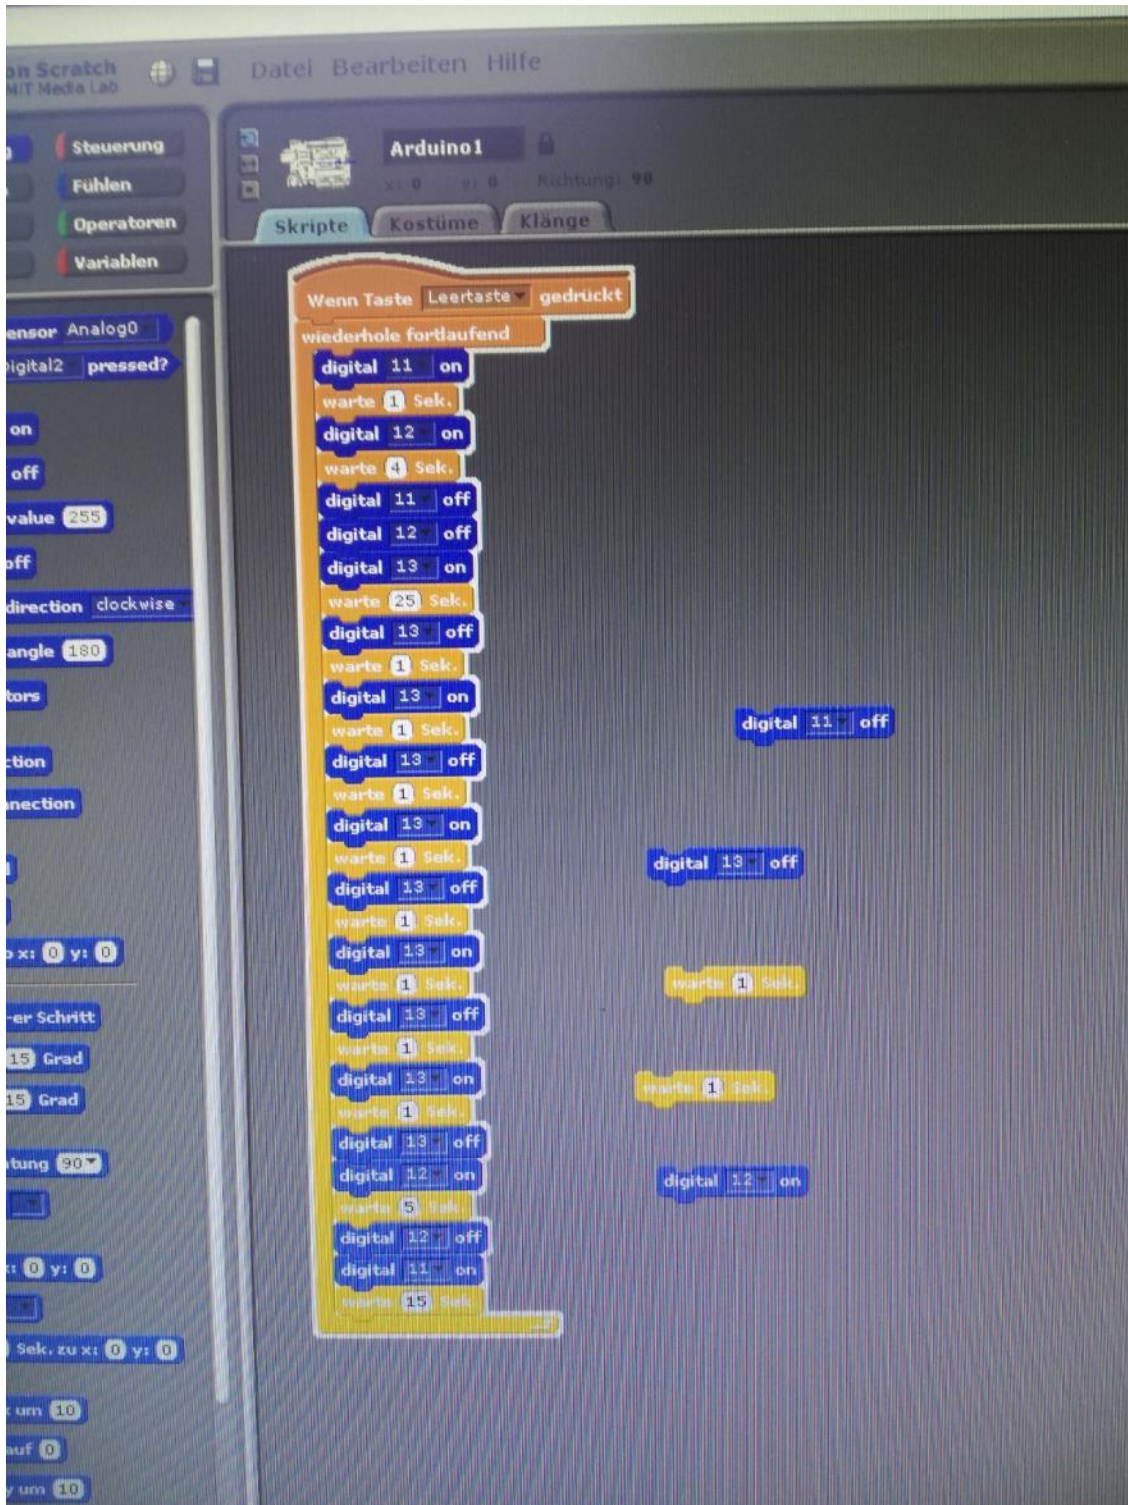 on Scratch
MIT Media Lab
Datei Bearbeiten Hilfe
Steuerung
Fühlen
Operatoren
Variablen
Arduino1
x: 0 y: 0 Richtung: 90
Skripte Kostüme Klänge
ensor Analog0
igital2 pressed?
on
off
value 255
off
direction clockwise
angle 180
tors
ction
nnection
x: 0 y: 0
-er Schritt
15 Grad
15 Grad
tung 90
x: 0 y: 0
Sek. zu x: 0 y: 0
um 10
auf 0
y um 10
Wenn Taste Leertaste gedrückt
wiederhole fortlaufend
digital 11 on
warte 1 Sek.
digital 12 on
warte 4 Sek.
digital 11 off
digital 12 off
digital 13 on
warte 25 Sek.
digital 13 off
warte 1 Sek.
digital 13 on
warte 1 Sek.
digital 13 off
warte 1 Sek.
digital 13 on
warte 1 Sek.
digital 13 off
warte 1 Sek.
digital 13 on
warte 1 Sek.
digital 13 off
warte 1 Sek.
digital 13 on
warte 1 Sek.
digital 13 off
digital 12 on
warte 5 Sek.
digital 12 off
digital 11 on
warte 15 Sek.
digital 11 off
digital 13 off
warte 1 Sek.
warte 1 Sek.
digital 12 on